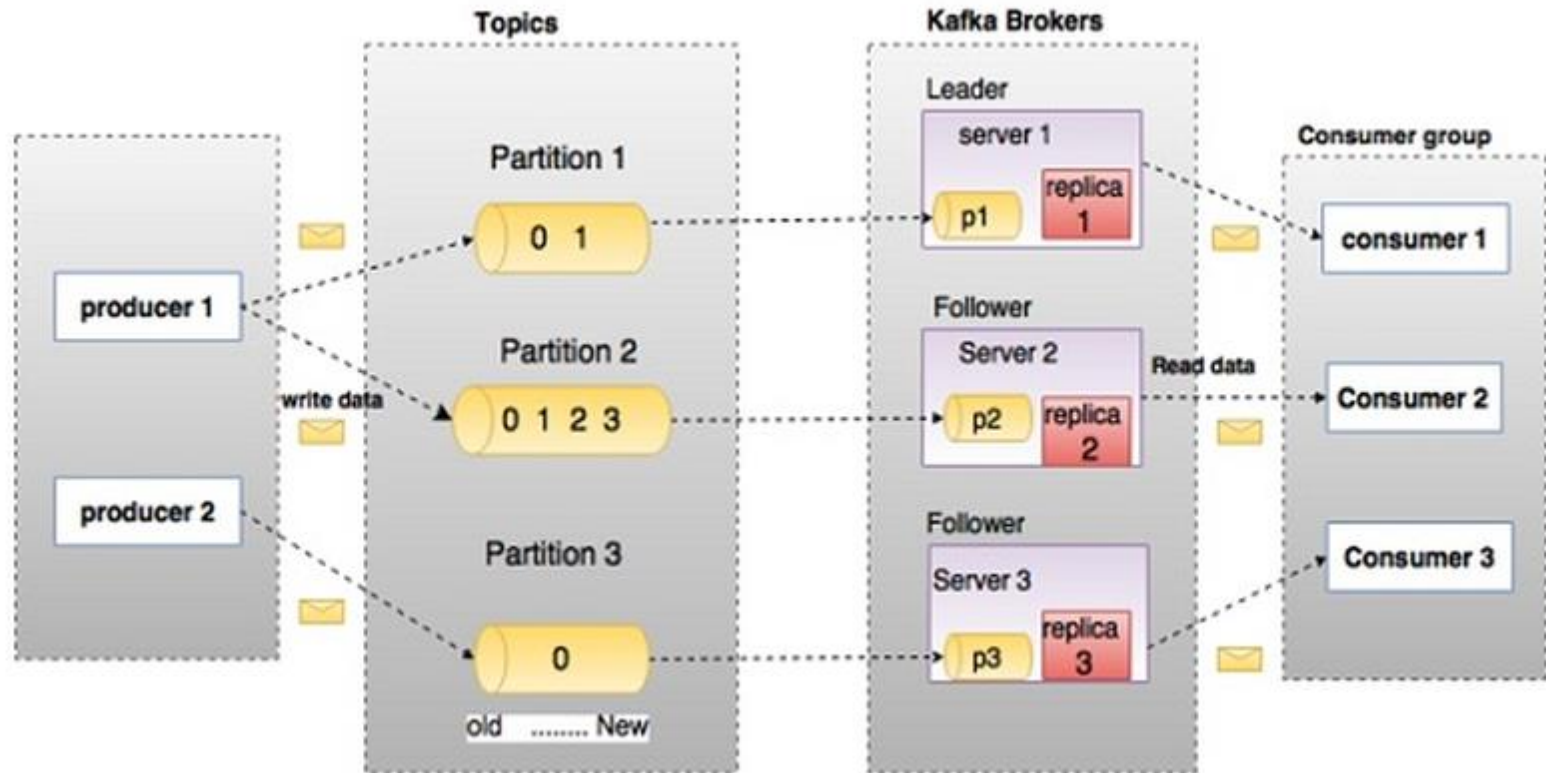 Topics
Kafka Brokers
Leader
server 1
Consumer group
Partition 1
replica
1
p1
0 1
consumer 1
producer 1
Follower
Partition 2
Server 2
Read data
write data
0 1 2 3
p2
replica
2
Consumer 2
producer 2
Follower
Partition 3
Server 3
Consumer 3
0
p3
replica
3
old ........ New